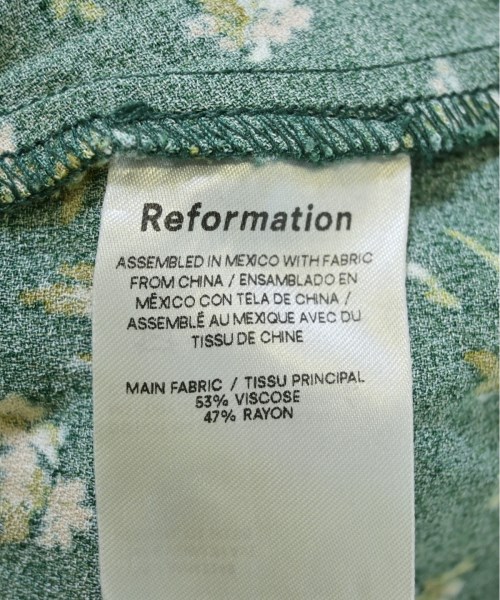 Reformation
ASSEMBLED IN MEXICO WITH FABRIC
FROM CHINA / ENSAMBLADO EN
MÉXICO CON TELA DE CHINA /
ASSEMBLÉ AU MEXIQUE AVEC DU
TISSU DE CHINE
MAIN FABRIC / TISSU PRINCIPAL
53% VISCOSE
47% RAYON